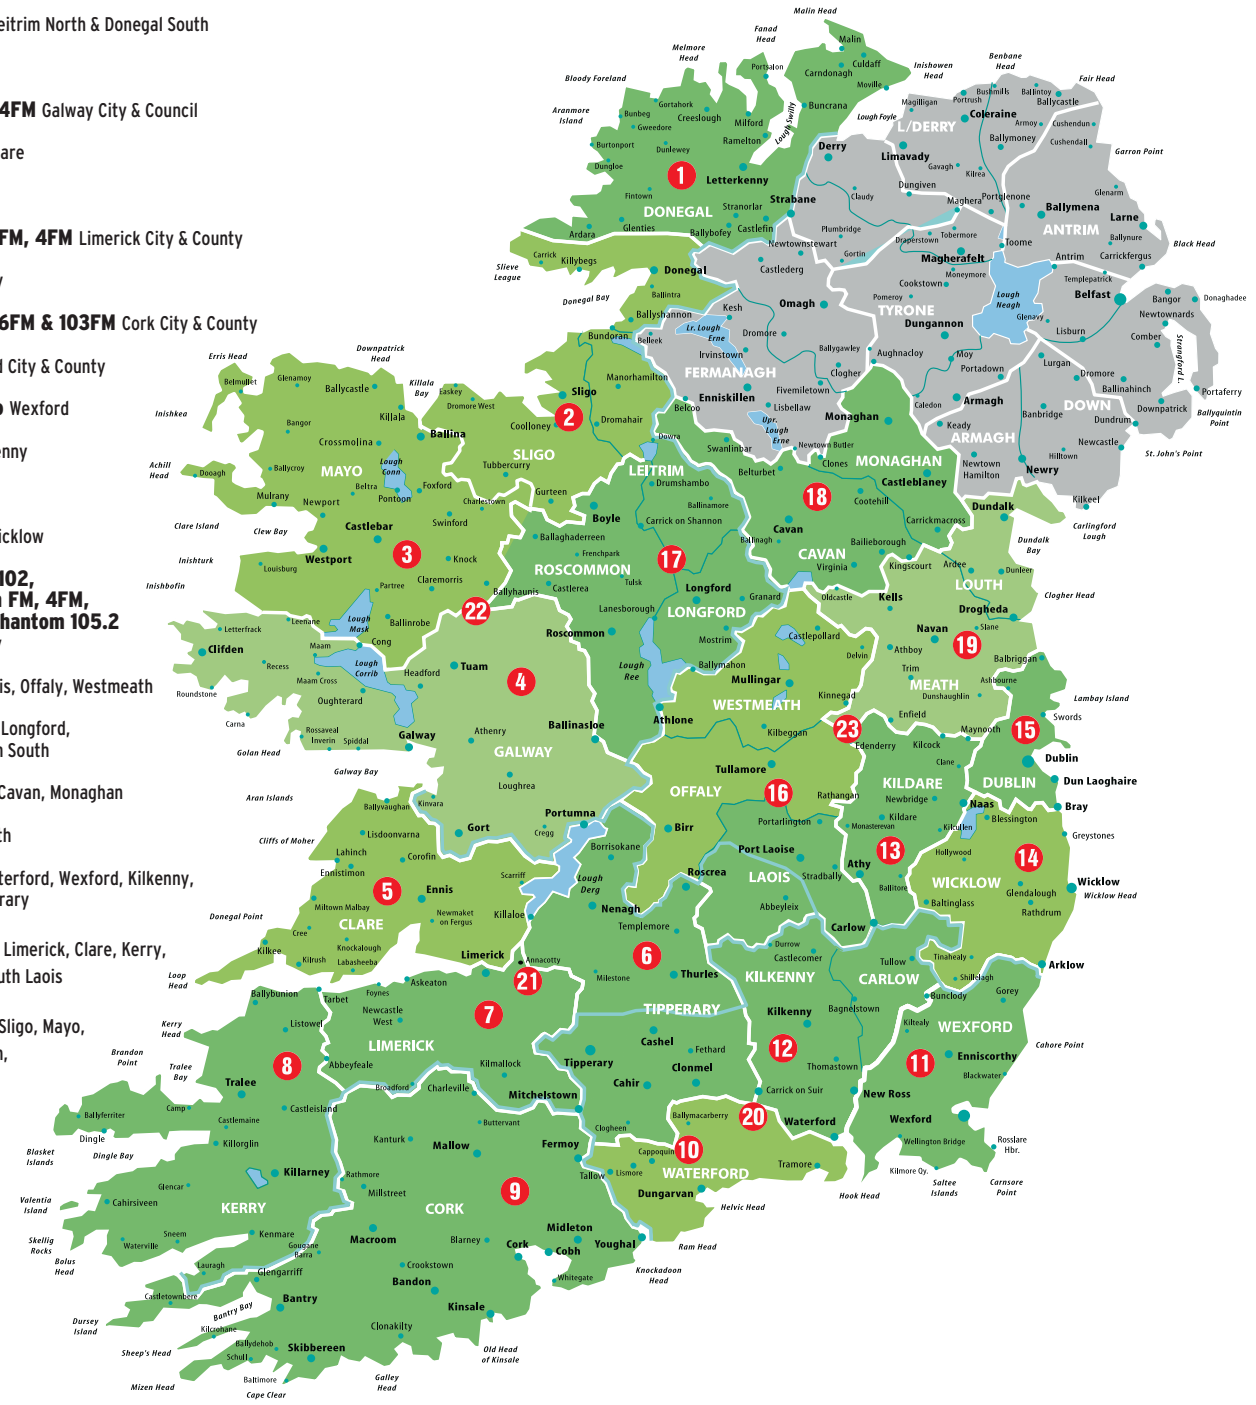 eitrim North & Donegal South
4FM Galway City & Council
are
FM, 4FM Limerick City & County
y
6FM & 103FM Cork City & County
d City & County
o Wexford
enny
icklow
102,
n FM, 4FM,
hantom 105.2
y
is, Offaly, Westmeath
Longford,
n South
Cavan, Monaghan
th
terford, Wexford, Kilkenny,
rary
Limerick, Clare, Kerry,
uth Laois
Sligo, Mayo,
n,
Malin Head
Malin
Culdaff
Carndonagh
Moville
Inishowen Head
Fanad Head
Portsalon
Melmore Head
Bloody Foreland
Aranmore Island
Gortahork
Bunbeg
Gweedore
Creeslough
Milford
Ramelton
Lough Swilly
Buncrana
Lough Foyle
Burtonport
Dunlewey
Dungloe
1
Letterkenny
Fintown
DONEGAL
Stranorlar
Strabane
Glenties
Ballybofey
Castlefin
Ardara
Carrick
Killybegs
Slieve League
Donegal
Donegal Bay
Ballintra
Ballyshannon
Bundoran
Belleek
Benbane Head
Fair Head
Magilligan
Portrush
Bushmills
Ballintoy
Ballycastle
L/DERRY
Coleraine
Armoy
Cushendun
Cushendall
Ballymoney
Garron Point
Derry
Limavady
Gavagh
Kilrea
Dungiven
Claudy
Maghera
Portglenone
Glenarm
Ballymena
Larne
ANTRIM
Ballynure
Black Head
Carrickfergus
Plumbridge
Newtownstewart
Draperstown
Tobermore
Toome
Antrim
Castlederg
Gortin
Magherafelt
Moneymore
Templepatrick
Cookstown
Belfast
Bangor
Donaghadee
Newtownards
Omagh
Pomeroy
TYRONE
Lough Neagh
Glenavy
Dungannon
Lisburn
Comber
Strangford L.
Kesh
Lr. Lough Erne
Dromore
Irvinstown
Ballygawley
Aughnacloy
Moy
Lurgan
Portadown
Dromore
Clogher
FERMANAGH
Fivemiletown
Enniskillen
Lisbellaw
Belcoo
Upr. Lough Erne
Newtown Butler
Caledon
Armagh
Keady
ARMAGH
Banbridge
DOWN
Ballinahinch
Downpatrick
Dundrum
Portaferry
Ballyquintin Point
Newcastle
St. John's Point
Hilltown
Newtown Hamilton
Newry
Kilkeel
Carlingford Lough
Erris Head
Downpatrick Head
Belmullet
Glenamoy
Ballycastle
Killala Bay
Killala
Inishkea
Bangor
Crossmolina
Ballina
Easkey
Dromore West
Sligo
Manorhamilton
2
Coolloney
Dromahair
Dowra
SLIGO
Tubbercurry
Gurteen
Achill Head
Dooagh
Ballycroy
MAYO
Lough Conn
Beltra
Pontoon
Foxford
Charlestown
Mulrany
Newport
Swinford
Clare Island
Clew Bay
Castlebar
Westport
3
Knock
Inishturk
Louisburg
Inishbofin
Partree
Claremorris
Ballyhaunis
22
Lough Mask
Ballinrobe
Cong
Leenane
Letterfrack
Clifden
Maam
Recess
Maam Cross
Lough Corrib
Oughterard
Headford
Tuam
4
Roundstone
Carna
Rossaveal
Inverin
Spiddal
Galway
Athenry
Ballinasloe
GALWAY
Golan Head
Galway Bay
Aran Islands
Loughrea
Kinvara
Gort
Cregg
Portumna
LEITRIM
Drumshambo
Boyle
Ballinamore
Carrick on Shannon
Ballaghaderreen
Frenchpark
17
ROSCOMMON
Tulsk
Castlerea
Lanesborough
Longford
Granard
LONGFORD
Roscommon
Mostrim
Lough Ree
Ballymahon
Athlone
Monaghan
Swanlinbar
Belturbet
Clones
MONAGHAN
Castleblaney
18
Cootehill
Cavan
Carrickmacross
Ballinagh
Bailieborough
CAVAN
Virginia
Kingscourt
Dundalk
Dundalk Bay
Ardee
Dunleer
LOUTH
Clogher Head
Oldcastle
Kells
Drogheda
Slane
Navan
19
Athboy
Trim
MEATH
Balbriggan
Ashbourne
Dunshaughlin
Lambay Island
Castlepollard
Delvin
Mullingar
Kinnegad
WESTMEATH
Kilbeggan
23
Enfield
Maynooth
Swords
15
Dublin
DUBLIN
Dun Laoghaire
Edenderry
Kilcock
Clane
Tullamore
OFFALY
16
Rathangan
KILDARE
Newbridge
Naas
Bray
Birr
Portarlington
Monasterevan
Kildare
Kilcullen
Blessington
Greystones
Port Laoise
LAOIS
Stradbally
Athy
13
Ballitore
Hollywood
14
WICKLOW
Wicklow
Wicklow Head
Glendalough
Rathdrum
Baltinglass
Roscrea
Abbeyleix
Carlow
Tinahealy
Shillelagh
Arklow
Ballyvaughan
Cliffs of Moher
Lisdoonvarna
Lahinch
Ennistimon
Corofin
5
Ennis
Scarriff
Miltown Malbay
Newmaket on Fergus
Killaloe
Donegal Point
CLARE
Cree
Kilkee
Knockalough
Labasheeda
Kilrush
Limerick
Loop Head
Borrisokane
Lough Derg
Nenagh
Templemore
6
Annacotty
21
Milestone
Thurles
TIPPERARY
Cashel
Tipperary
Fethard
Cahir
Clonmel
Clogheen
Durrow
Castlecomer
KILKENNY
Kilkenny
Bagnelstown
12
Thomastown
Carrick on Suir
Tullow
CARLOW
Bunclody
Gorey
Kiltealy
WEXFORD
11
Enniscorthy
Blackwater
Cahore Point
New Ross
Wexford
Wellington Bridge
Rosslare Hbr.
Kilmore Qy.
Hook Head
Saltee Islands
Carnsore Point
Ballymacarberry
20
Waterford
10
Cappoquin
Lismore
WATERFORD
Tramore
Tallow
Dungarvan
Helvic Head
Ram Head
Ballybunion
Tarbet
Foynes
Askeaton
Newcastle West
7
LIMERICK
Kilmallock
Abbeyfeale
Broadford
Charleville
Mitchelstown
Listowel
Kerry Head
8
Brandon Point
Tralee Bay
Tralee
Camp
Castleisland
Ballyferriter
Dingle
Castlemaine
Killorglin
Blasket Islands
Dingle Bay
Killarney
Rathmore
Glencar
Valentia Island
Cahirsiveen
KERRY
Sneem
Waterville
Kenmare
Skellig Rocks
Bolus Head
Lauragh
Gougane Barra
Glengarriff
Buttervant
Kanturk
Mallow
Fermoy
Millstreet
9
CORK
Midleton
Macroom
Blarney
Cork
Cobh
Youghal
Crookstown
Whitegate
Knockadoon Head
Bandon
Kinsale
Castletownbere
Dursey Island
Bantry Bay
Bantry
Kilcrohane
Clonakilty
Old Head of Kinsale
Sheep's Head
Ballydehob
Schull
Skibbereen
Mizen Head
Baltimore
Cape Clear
Galley Head